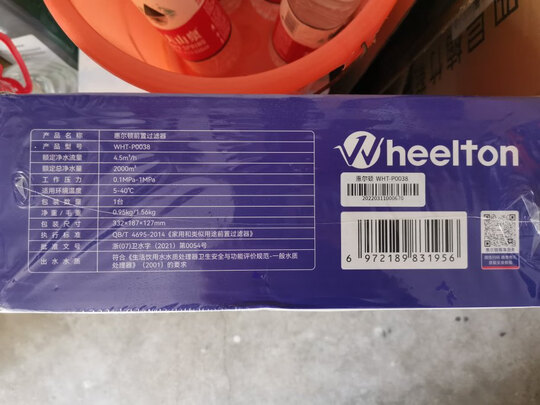 产品名称 惠尔顿前置过滤器
产品型号 WHT-P0038
额定净水流量 4.5m³/h
额定总净水量 2000m³
工作压力 0.1MPa-1MPa
适用环境温度 5-40℃
包装数量 1台
净重/毛重 0.95kg/1.56kg
包装尺寸 332×187×127mm
执行标准 QB/T 4695-2014《家用和类似用途前置过滤器》
批准文号 浙(07)卫水字(2021)第0054号
出水水质 符合《生活饮用水水质处理器卫生安全与功能评价规范-一般水质
处理器》(2001)的要求
Wheelton
惠尔顿 WHT-P0038
20220311000670
6 972189 831956